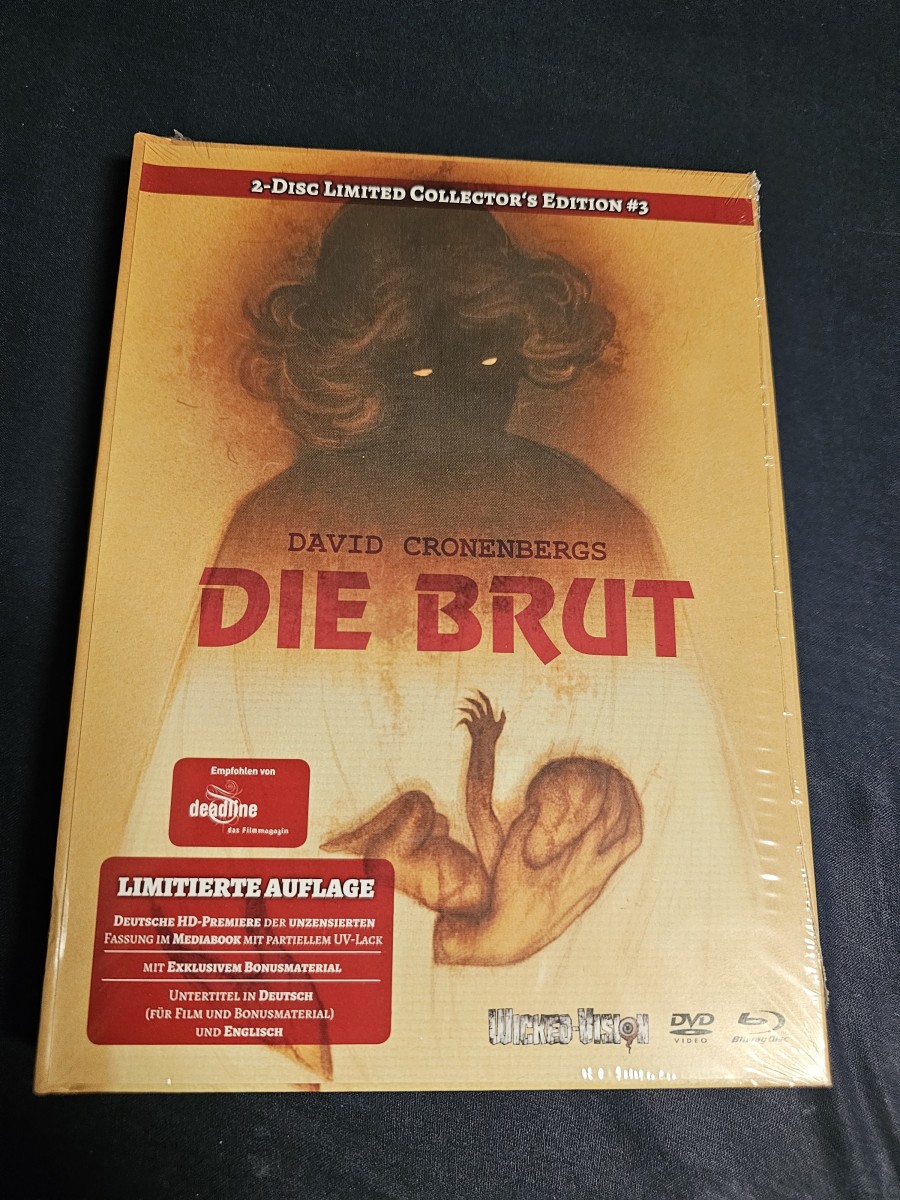 2-Disc Limited Collector's Edition #3
DAVID CRONENBERGS
DIE BRUT
Empfohlen von
deadline
das Filmmagazin
LIMITIERTE AUFLAGE
Deutsche HD-Premiere der unzensierten
Fassung im Mediabook mit partiellem UV-Lack
mit Exklusivem Bonusmaterial
Untertitel in Deutsch
(für Film und Bonusmaterial)
und Englisch
Wicked-Vision
DVD
VIDEO
Blu-ray Disc